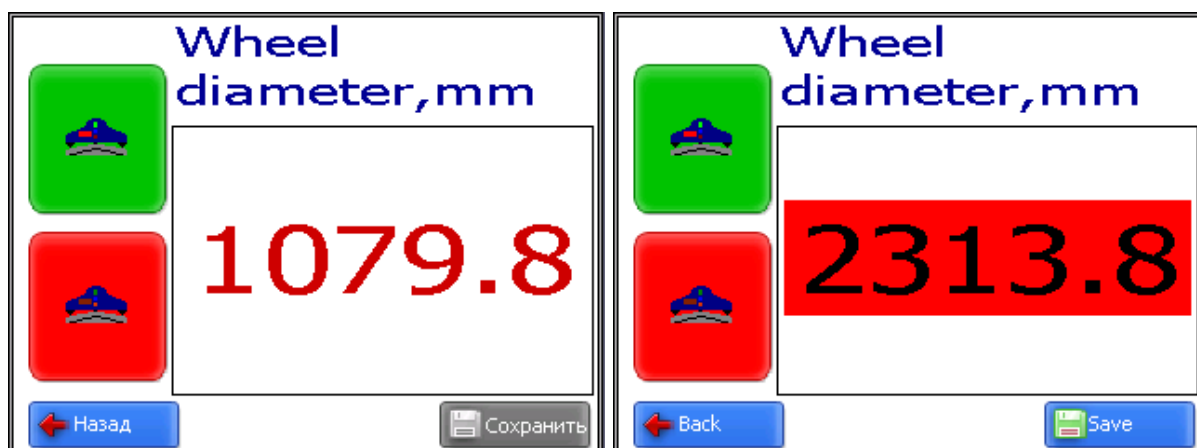 Wheel
diameter,mm
1079.8
Назад
Сохранить
Wheel
diameter,mm
2313.8
Back
Save